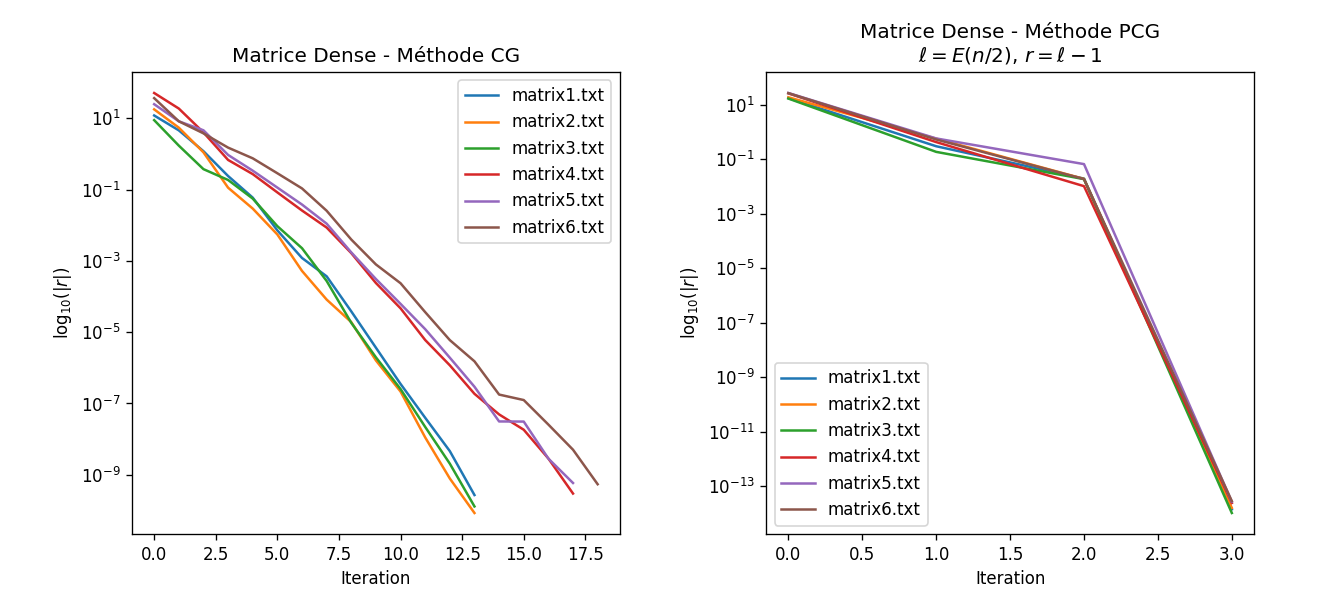 Matrice Dense - Méthode CG
log₁₀(|r|)
10¹
10⁻¹
10⁻³
10⁻⁵
10⁻⁷
10⁻⁹
matrix1.txt
matrix2.txt
matrix3.txt
matrix4.txt
matrix5.txt
matrix6.txt
0.0 2.5 5.0 7.5 10.0 12.5 15.0 17.5
Iteration
Matrice Dense - Méthode PCG
ℓ = E(n/2), r = ℓ − 1
log₁₀(|r|)
10¹
10⁻¹
10⁻³
10⁻⁵
10⁻⁷
10⁻⁹
10⁻¹¹
10⁻¹³
matrix1.txt
matrix2.txt
matrix3.txt
matrix4.txt
matrix5.txt
matrix6.txt
0.0 0.5 1.0 1.5 2.0 2.5 3.0
Iteration